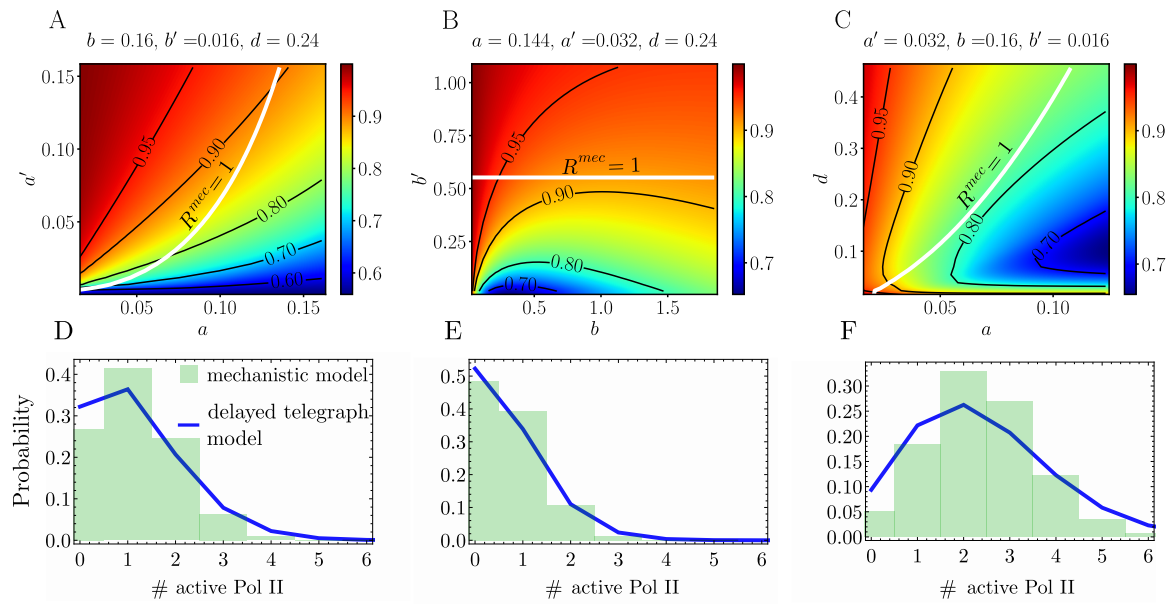 A
B
C
b = 0.16, b′ =0.016, d = 0.24
a = 0.144, a′ =0.032, d = 0.24
a′ = 0.032, b =0.16, b′ = 0.016
a′
0.15
0.10
0.05
0.95
0.90
0.80
0.70
0.60
R^mec = 1
0.05
0.10
0.15
a
0.9
0.8
0.7
0.6
b′
1.00
0.75
0.50
0.25
0.95
R^mec = 1
0.90
0.80
0.70
0.5
1.0
1.5
b
0.9
0.8
0.7
d
0.4
0.3
0.2
0.1
0.95
0.90
0.80
0.70
R^mec = 1
0.05
0.10
a
0.9
0.8
0.7
D
E
F
Probability
0.4
0.3
0.2
0.1
0.0
mechanistic model
delayed telegraph
model
0 1 2 3 4 5 6
# active Pol II
0.5
0.4
0.3
0.2
0.1
0.0
0 1 2 3 4 5 6
# active Pol II
0.30
0.25
0.20
0.15
0.10
0.05
0.00
0 1 2 3 4 5 6
# active Pol II